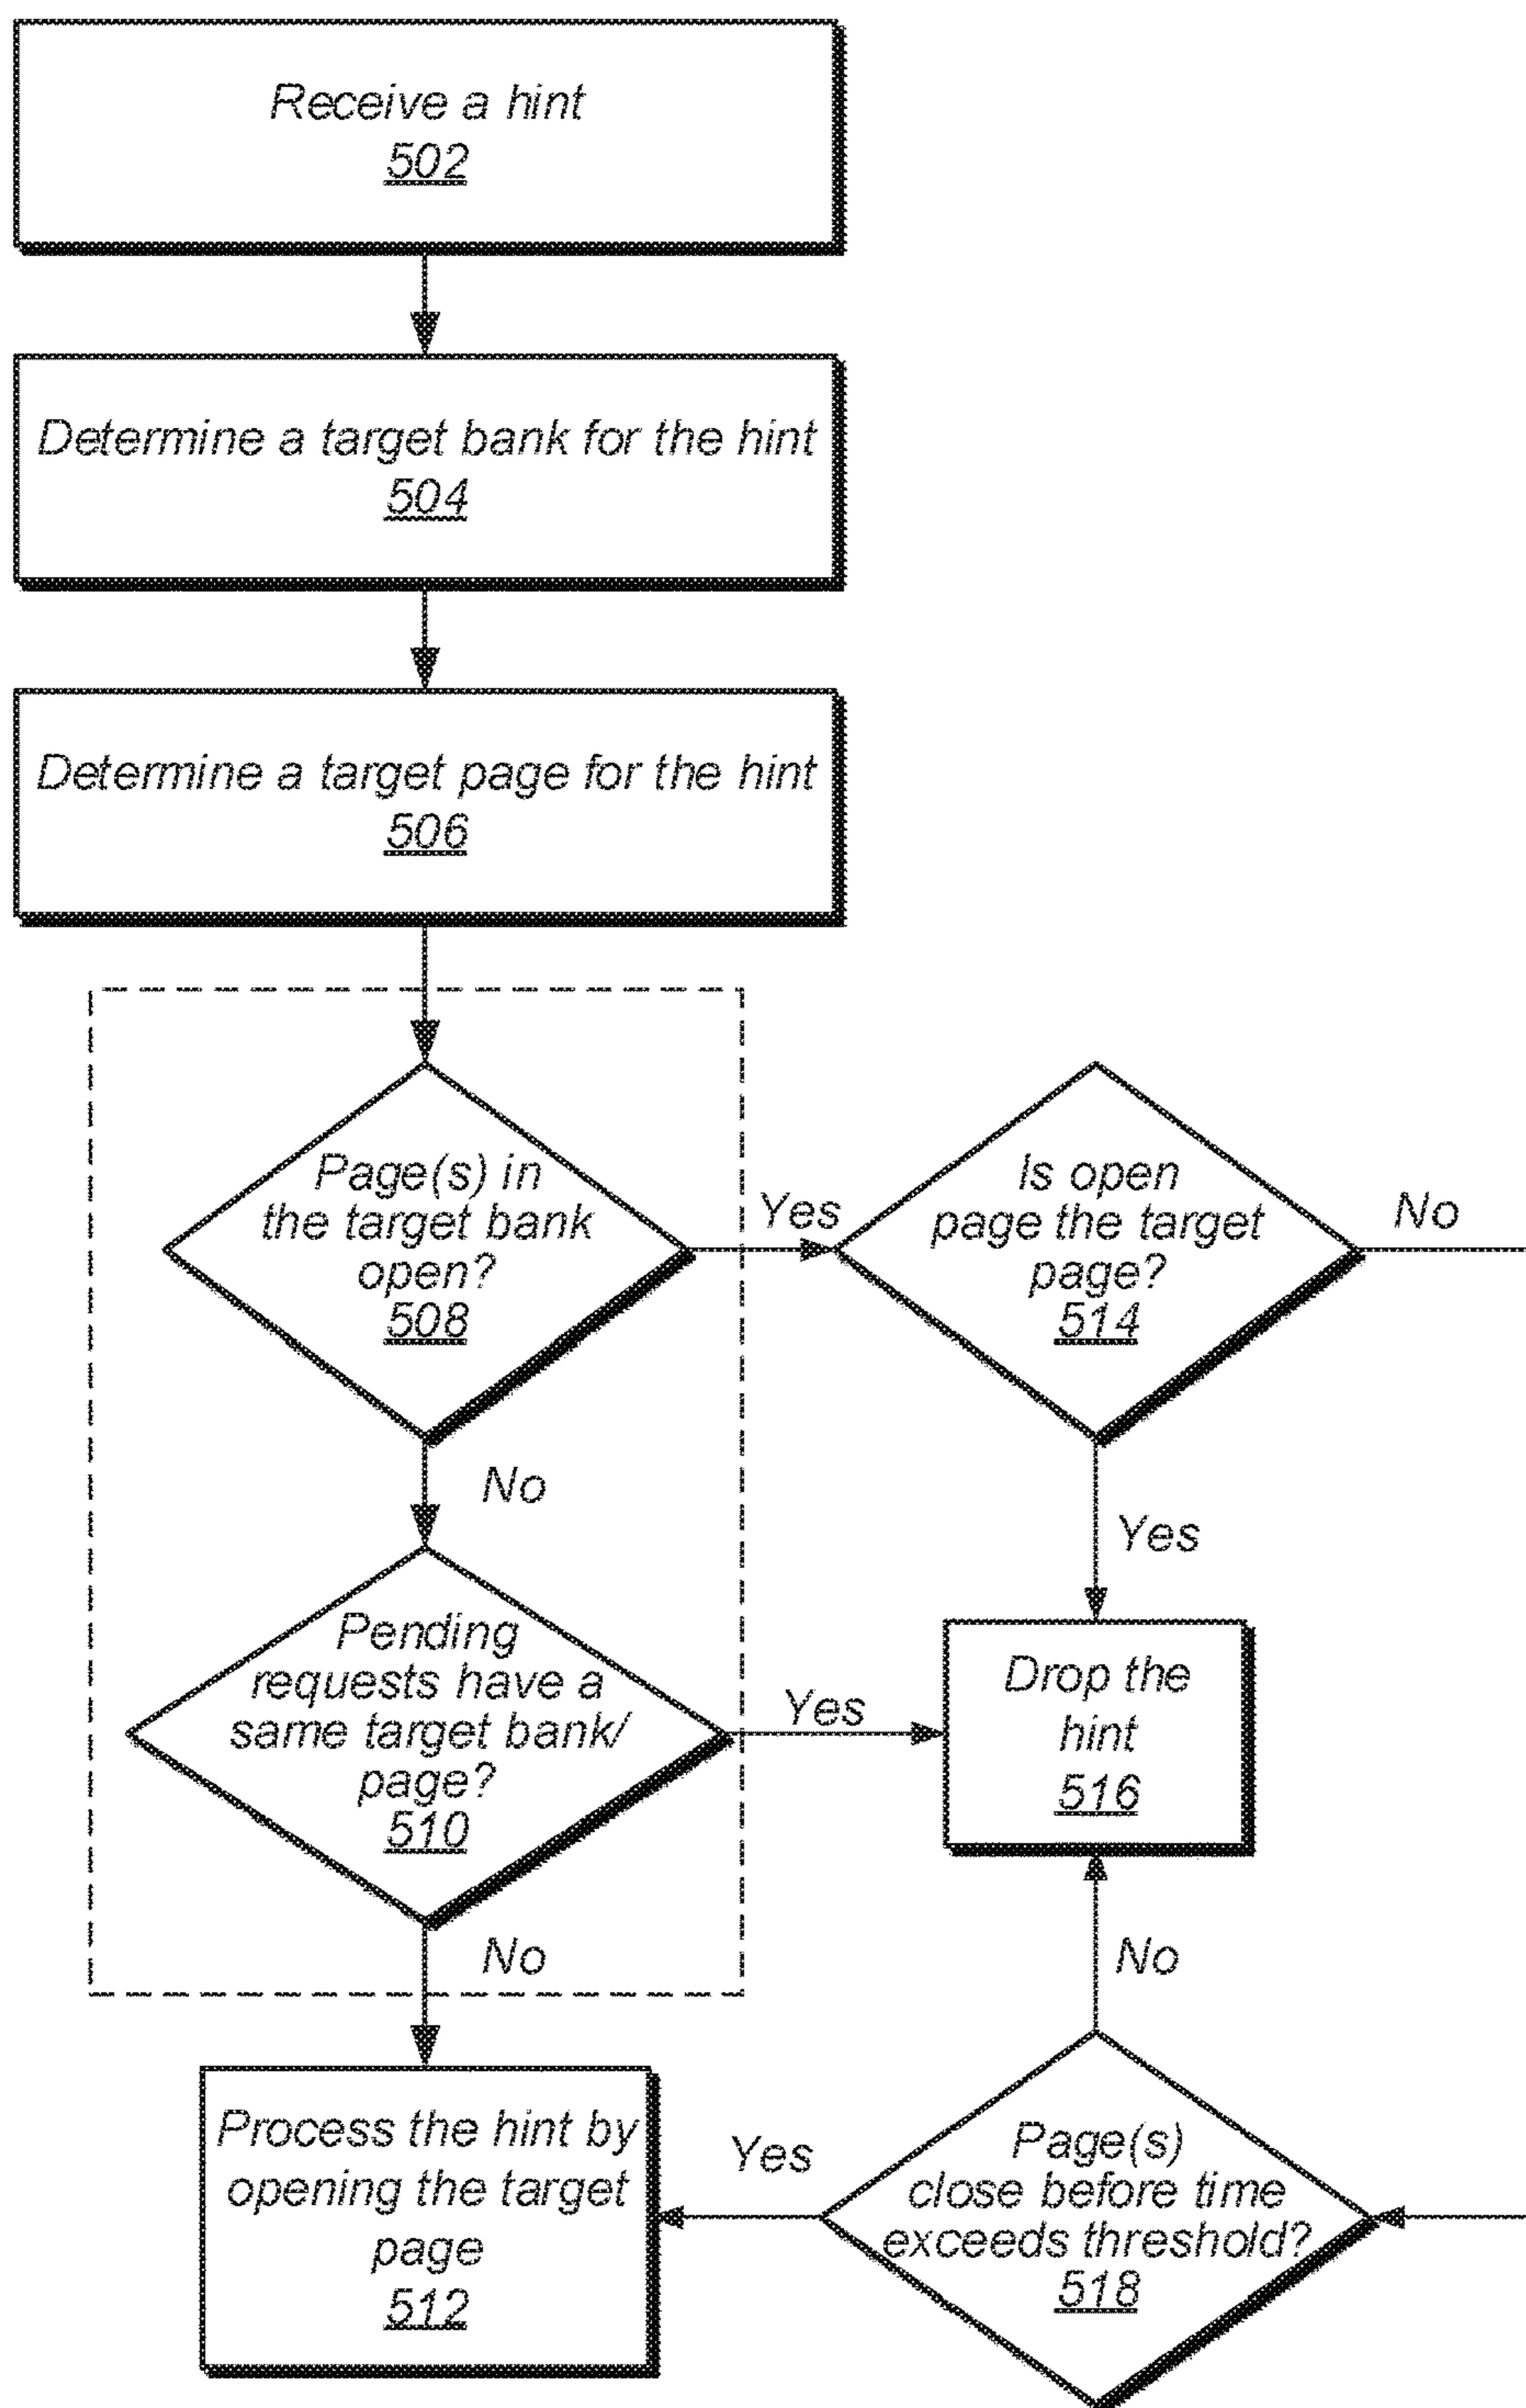 Receive a hint
502
Determine a target bank for the hint
504
Determine a target page for the hint
506
Page(s) in
the target bank
open?
508
Yes
Is open
page the target
page?
514
No
No
Yes
Pending
requests have a
same target bank/
page?
510
Yes
Drop the
hint
516
No
No
Process the hint by
opening the target
page
512
Yes
Page(s)
close before time
exceeds threshold?
518